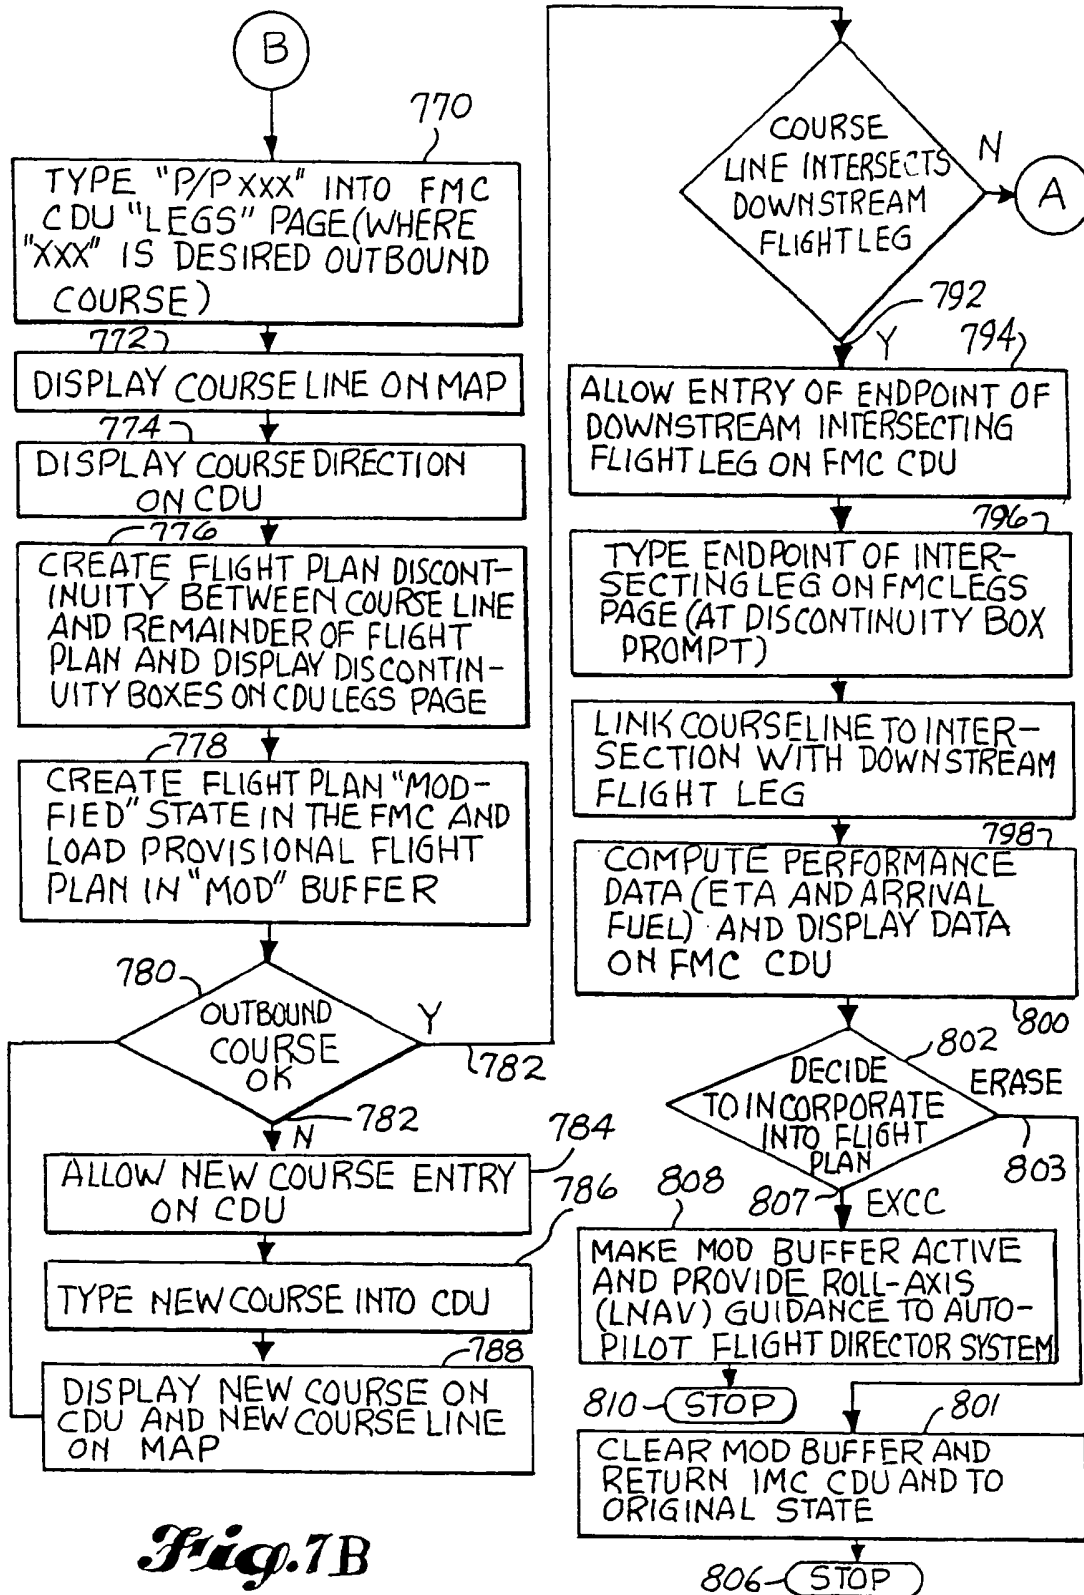 B
770
TYPE "P/P XXX" INTO FMC
CDU "LEGS" PAGE (WHERE
"XXX" IS DESIRED OUTBOUND
COURSE)
772
DISPLAY COURSE LINE ON MAP
774
DISPLAY COURSE DIRECTION
ON CDU
776
CREATE FLIGHT PLAN DISCONT-
INUITY BETWEEN COURSE LINE
AND REMAINDER OF FLIGHT
PLAN AND DISPLAY DISCONTIN-
UITY BOXES ON CDU LEGS PAGE
778
CREATE FLIGHT PLAN "MOD-
FIED" STATE IN THE FMC AND
LOAD PROVISIONAL FLIGHT
PLAN IN "MOD" BUFFER
780
OUTBOUND
COURSE
OK
Y
782
782
N
784
ALLOW NEW COURSE ENTRY
ON CDU
786
TYPE NEW COURSE INTO CDU
788
DISPLAY NEW COURSE ON
CDU AND NEW COURSE LINE
ON MAP
COURSE
LINE INTERSECTS
DOWNSTREAM
FLIGHT LEG
N
A
792
Y
794
ALLOW ENTRY OF ENDPOINT OF
DOWNSTREAM INTERSECTING
FLIGHT LEG ON FMC CDU
796
TYPE ENDPOINT OF INTER-
SECTING LEG ON FMC LEGS
PAGE (AT DISCONTINUITY BOX
PROMPT)
LINK COURSELINE TO INTER-
SECTION WITH DOWNSTREAM
FLIGHT LEG
798
COMPUTE PERFORMANCE
DATA (ETA AND ARRIVAL
FUEL) AND DISPLAY DATA
ON FMC CDU
800
802
DECIDE
TO INCORPORATE
INTO FLIGHT
PLAN
ERASE
803
807
EXCC
808
MAKE MOD BUFFER ACTIVE
AND PROVIDE ROLL-AXIS
(LNAV) GUIDANCE TO AUTO-
PILOT FLIGHT DIRECTOR SYSTEM
810
STOP
801
CLEAR MOD BUFFER AND
RETURN IMC CDU AND TO
ORIGINAL STATE
806
STOP
Fig. 7B